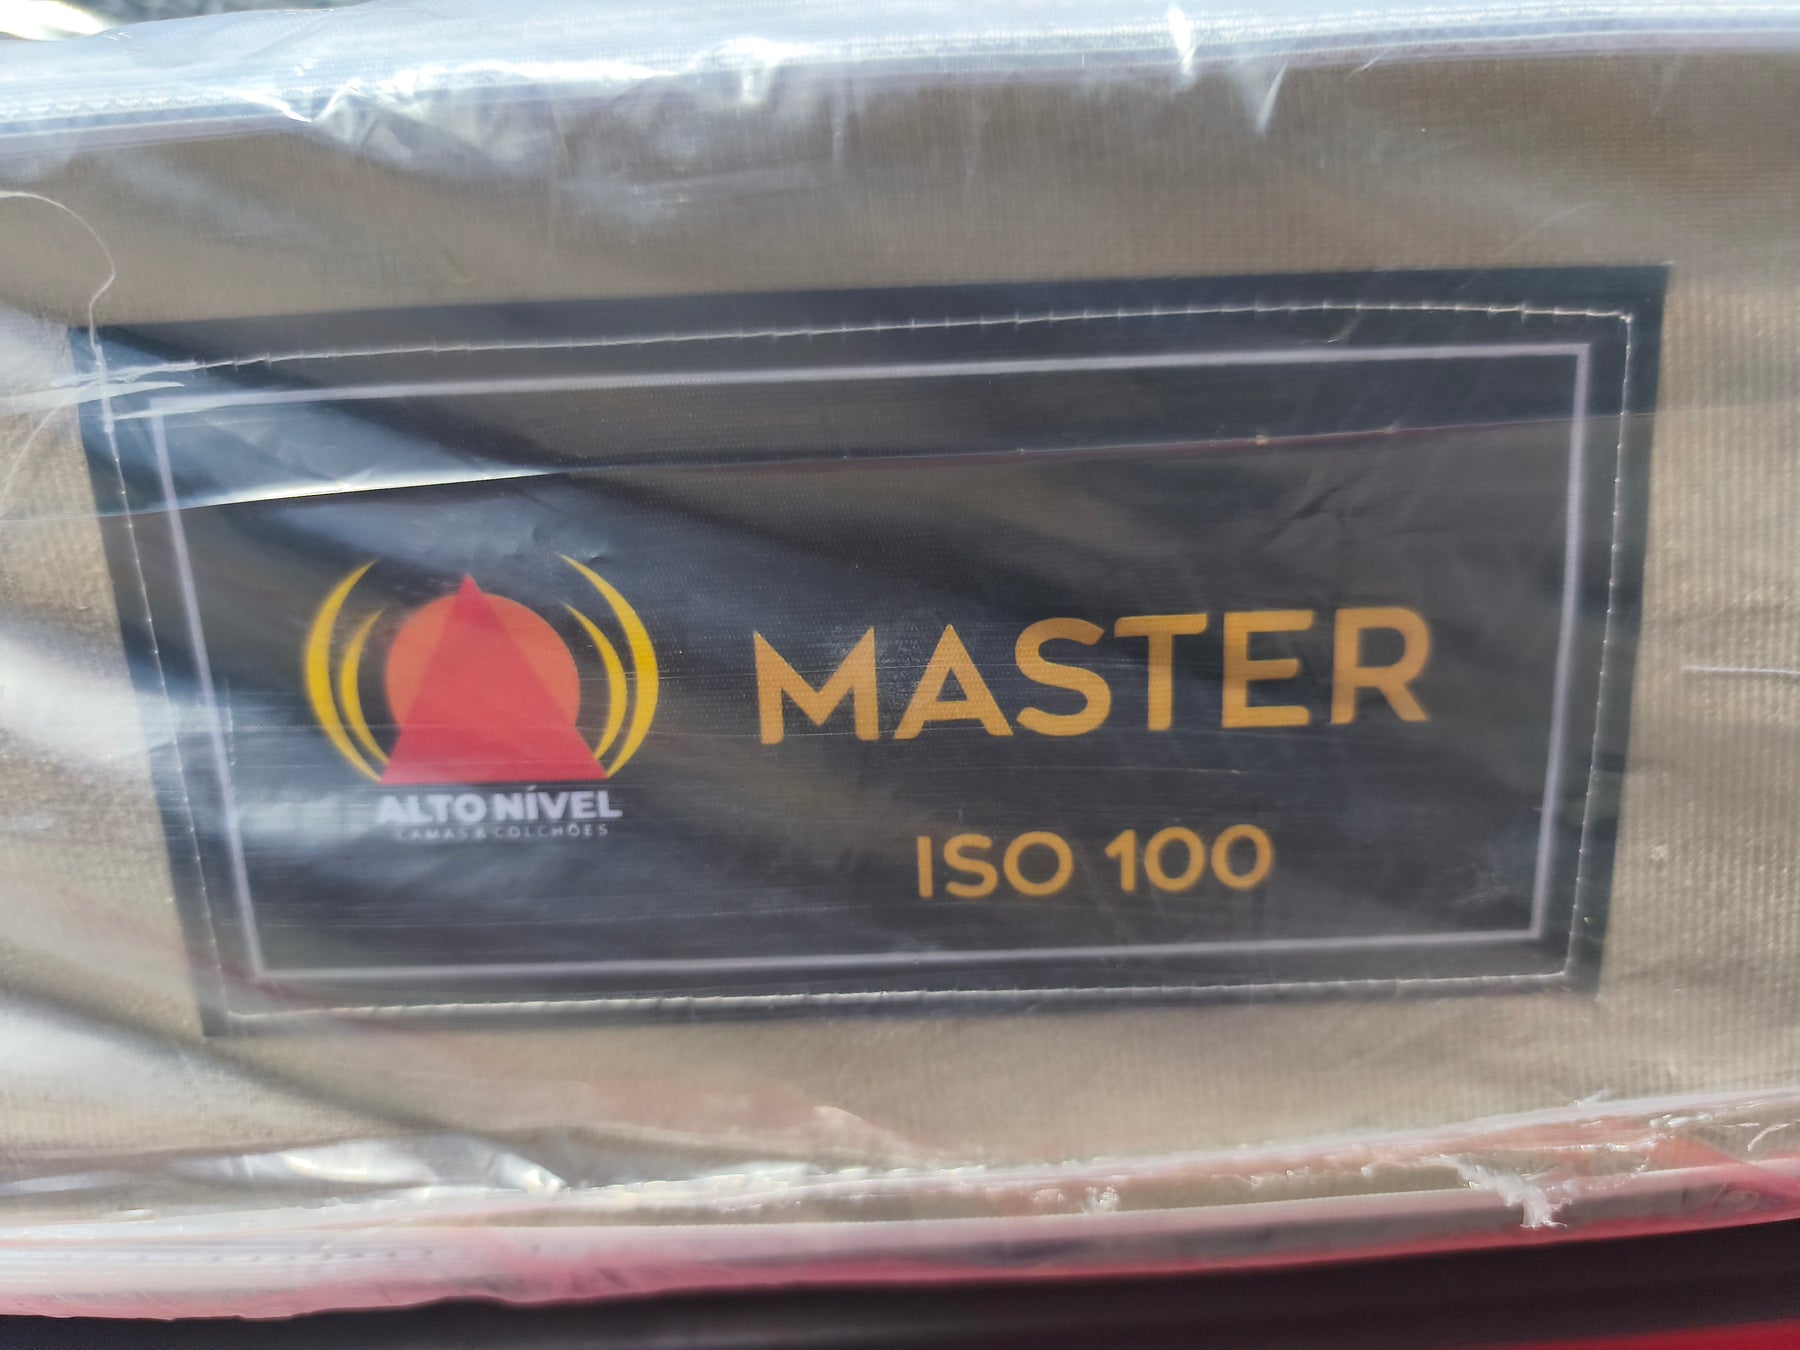 MASTER
ALTO NÍVEL
CAMAS & COLCHÕES
ISO 100